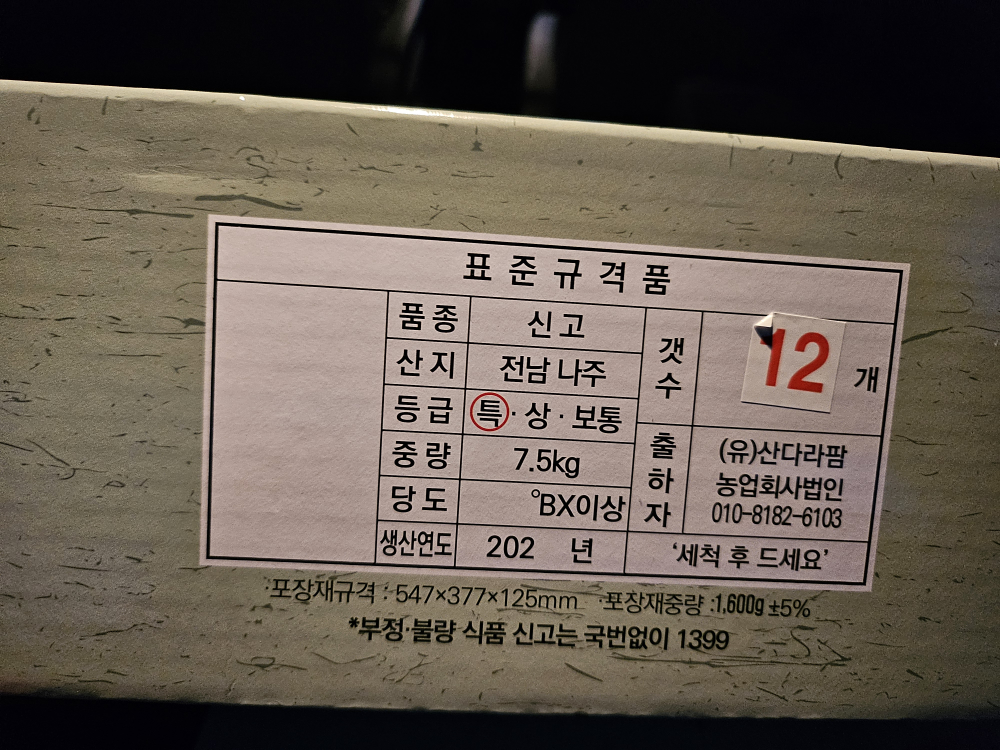 표준규격품
품종 신고
산지 전남 나주
등급 특 · 상 · 보통
중량 7.5kg
당도 °BX이상
생산연도 202 년
갯수 12 개
출하자 (유)산다라팜
농업회사법인
010-8182-6103
'세척 후 드세요'
·포장재규격 : 547×377×125mm ·포장재중량 :1,600g ±5%
*부정·불량 식품 신고는 국번없이 1399